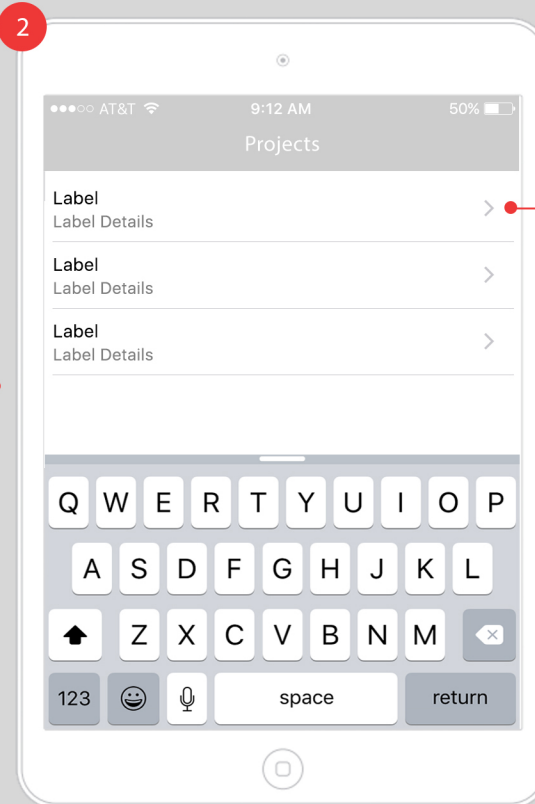 2
AT&T 9:12 AM 50%
Projects
Label
Label Details
Label
Label Details
Label
Label Details
Q W E R T Y U I O P
A S D F G H J K L
Z X C V B N M
123 space return